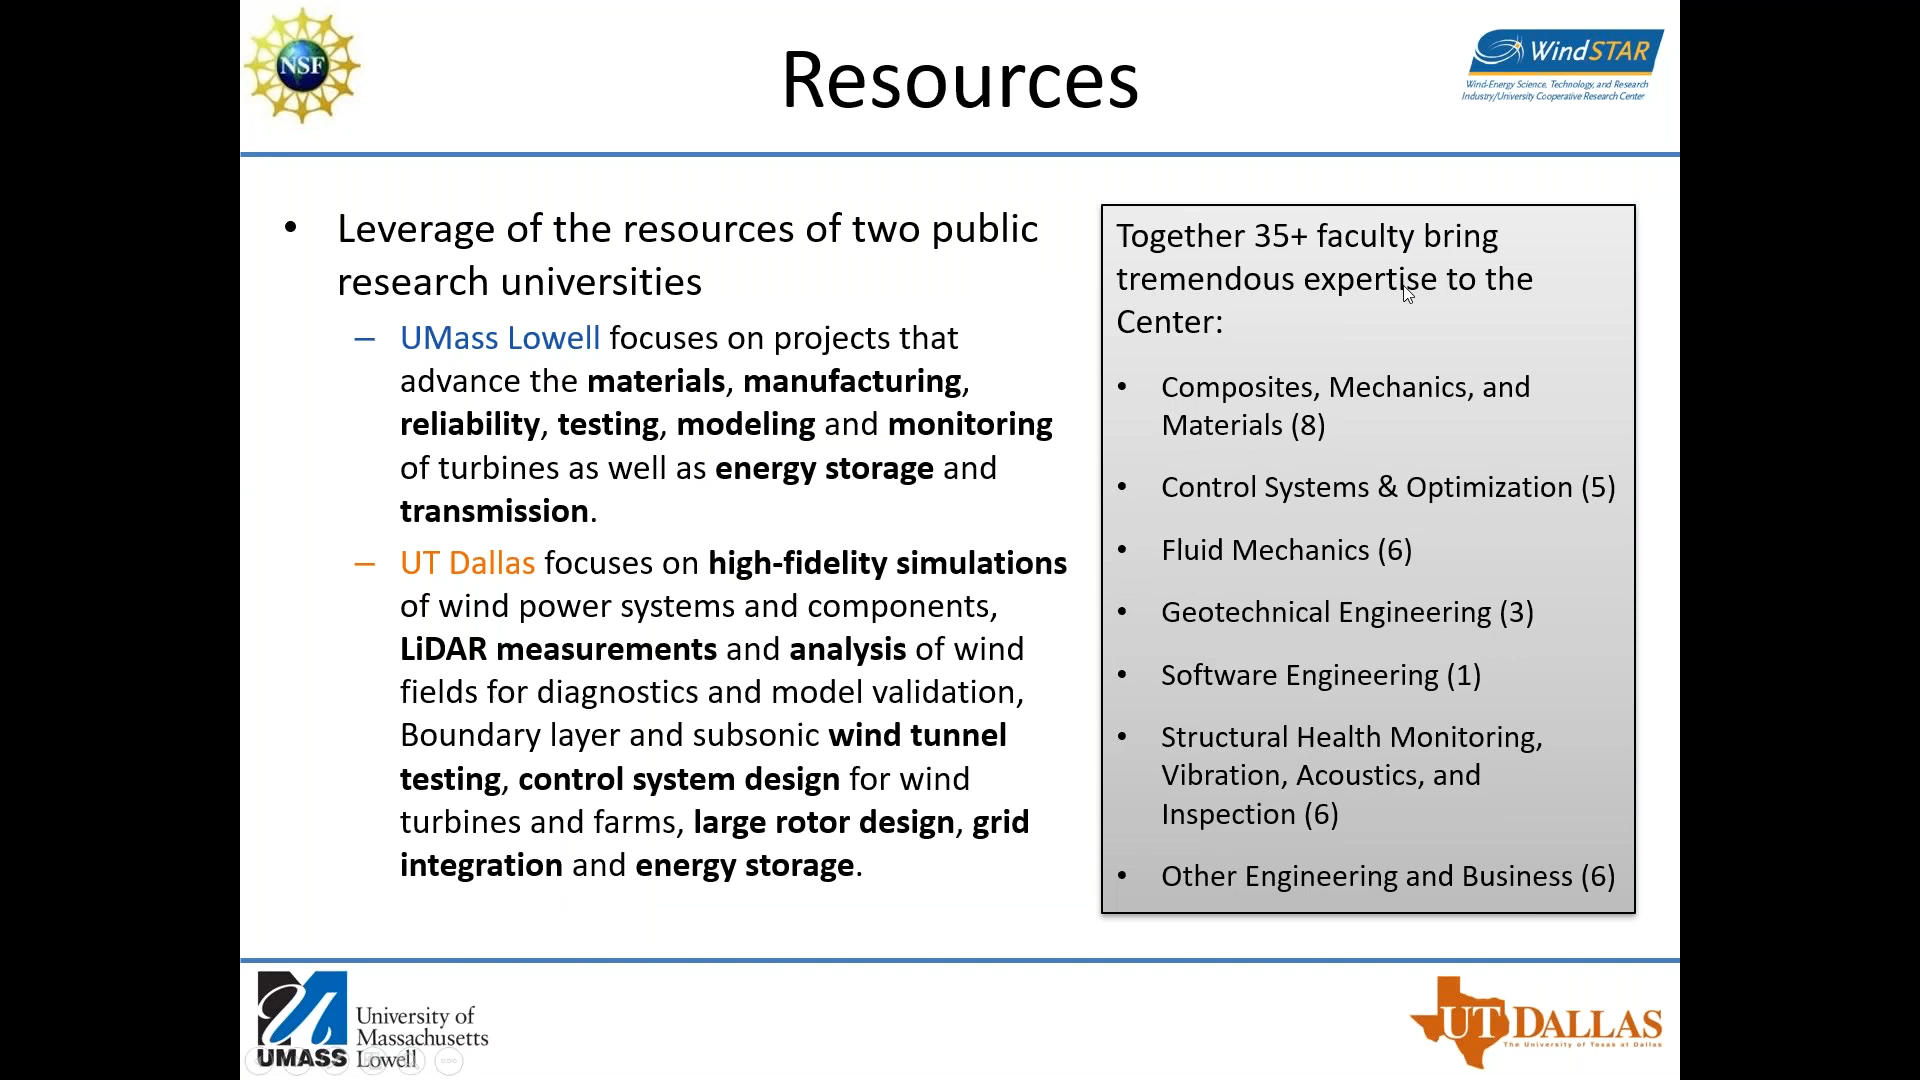 NSF
Resources
WindSTAR
Wind-Energy Science, Technology, and Research
Industry/University Cooperative Research Center
• Leverage of the resources of two public
research universities
– UMass Lowell focuses on projects that
advance the materials, manufacturing,
reliability, testing, modeling and monitoring
of turbines as well as energy storage and
transmission.
– UT Dallas focuses on high-fidelity simulations
of wind power systems and components,
LiDAR measurements and analysis of wind
fields for diagnostics and model validation,
Boundary layer and subsonic wind tunnel
testing, control system design for wind
turbines and farms, large rotor design, grid
integration and energy storage.
Together 35+ faculty bring
tremendous expertise to the
Center:
• Composites, Mechanics, and
Materials (8)
• Control Systems & Optimization (5)
• Fluid Mechanics (6)
• Geotechnical Engineering (3)
• Software Engineering (1)
• Structural Health Monitoring,
Vibration, Acoustics, and
Inspection (6)
• Other Engineering and Business (6)
UMASS
University of
Massachusetts
Lowell
UT DALLAS
The University of Texas at Dallas